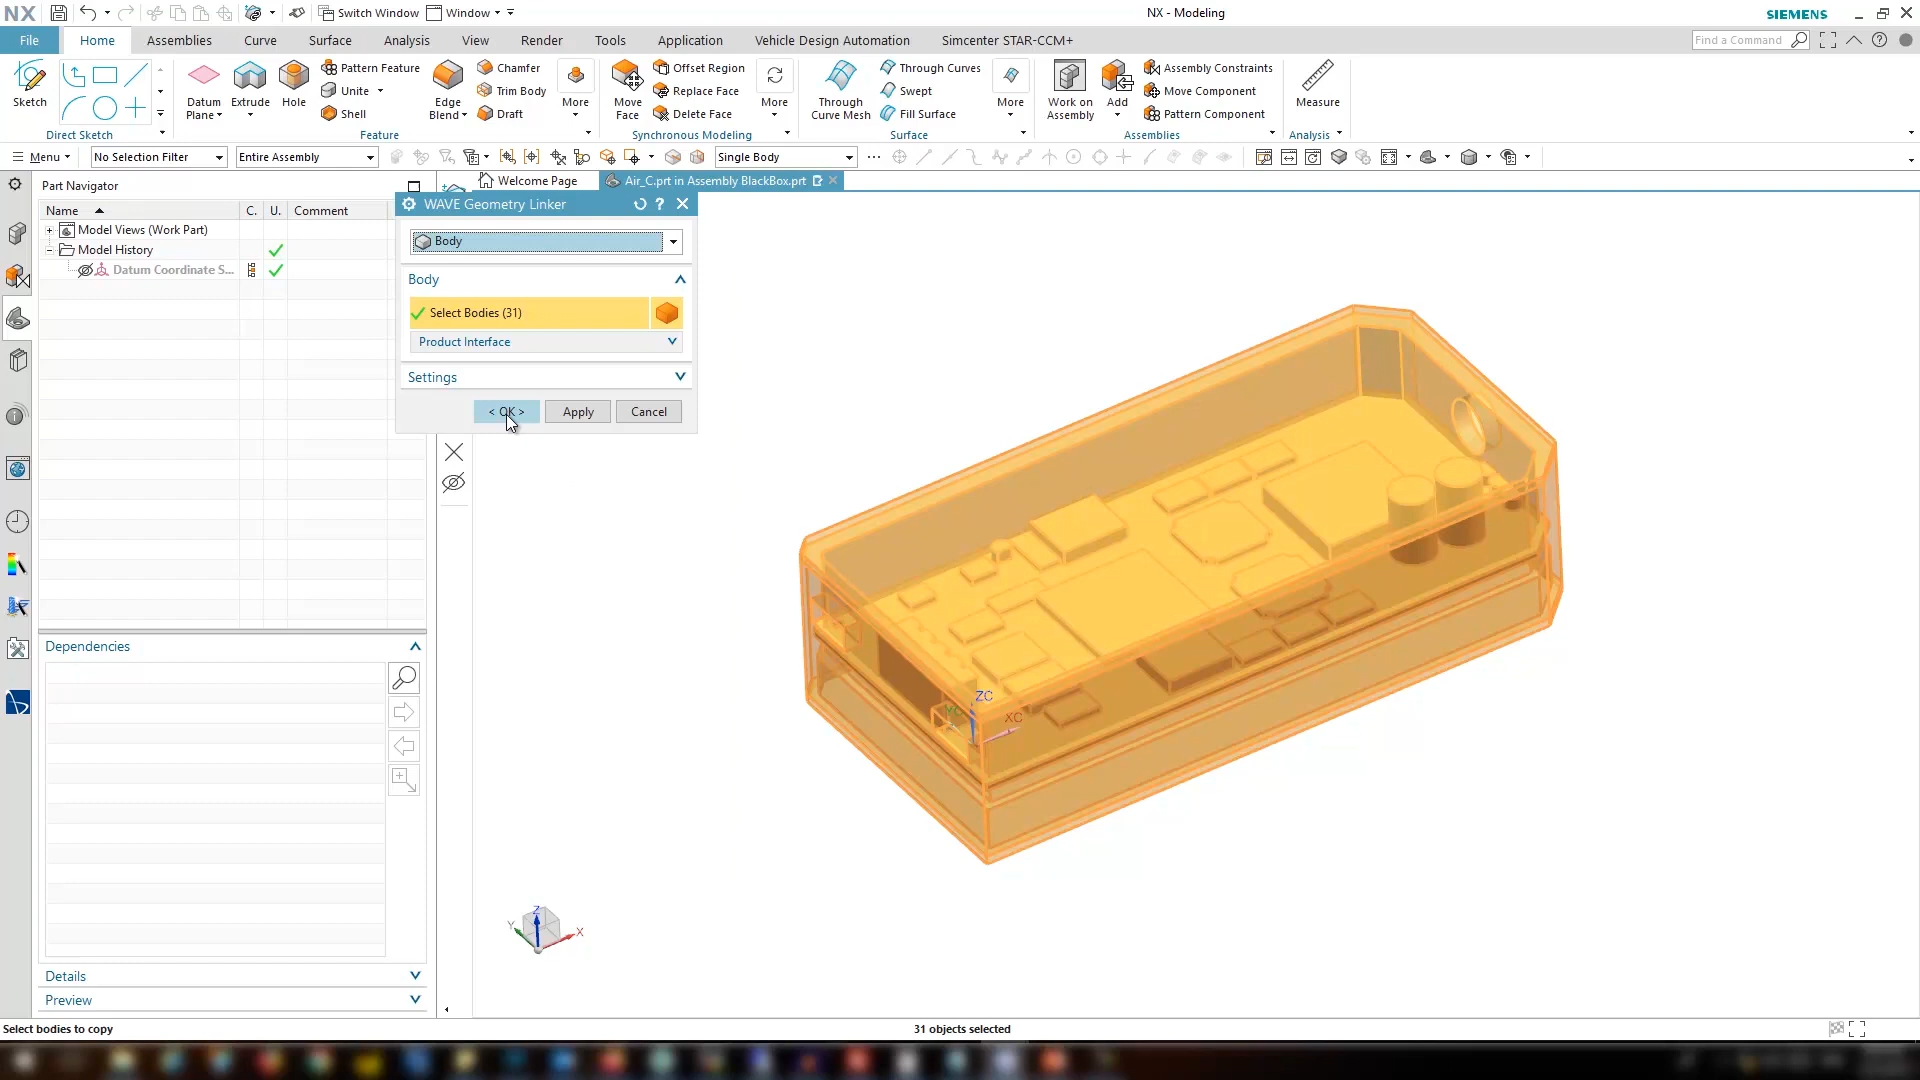 NX
Switch Window
Window
NX - Modeling
SIEMENS
File
Home
Assemblies
Curve
Surface
Analysis
View
Render
Tools
Application
Vehicle Design Automation
Simcenter STAR-CCM+
Find a Command
Sketch
Direct Sketch
Datum Plane
Extrude
Hole
Pattern Feature
Unite
Shell
Edge Blend
Chamfer
Trim Body
Draft
More
Feature
Move Face
Offset Region
Replace Face
Delete Face
More
Synchronous Modeling
Through Curve Mesh
Through Curves
Swept
Fill Surface
More
Surface
Work on Assembly
Add
Assembly Constraints
Move Component
Pattern Component
Assemblies
Measure
Analysis
Menu
No Selection Filter
Entire Assembly
Single Body
Part Navigator
Welcome Page
Air_C.prt in Assembly BlackBox.prt
Name
C.
U.
Comment
Model Views (Work Part)
Model History
Datum Coordinate S...
WAVE Geometry Linker
Body
Body
Select Bodies (31)
Product Interface
Settings
< OK >
Apply
Cancel
ZC
YC
XC
Z
Y
X
Dependencies
Details
Preview
Select bodies to copy
31 objects selected